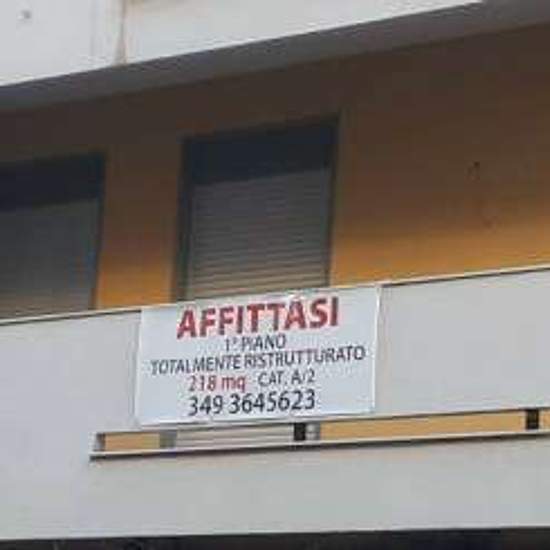 AFFITTASI
1° PIANO
TOTALMENTE RISTRUTTURATO
218 mq CAT. A/2
349 3645623